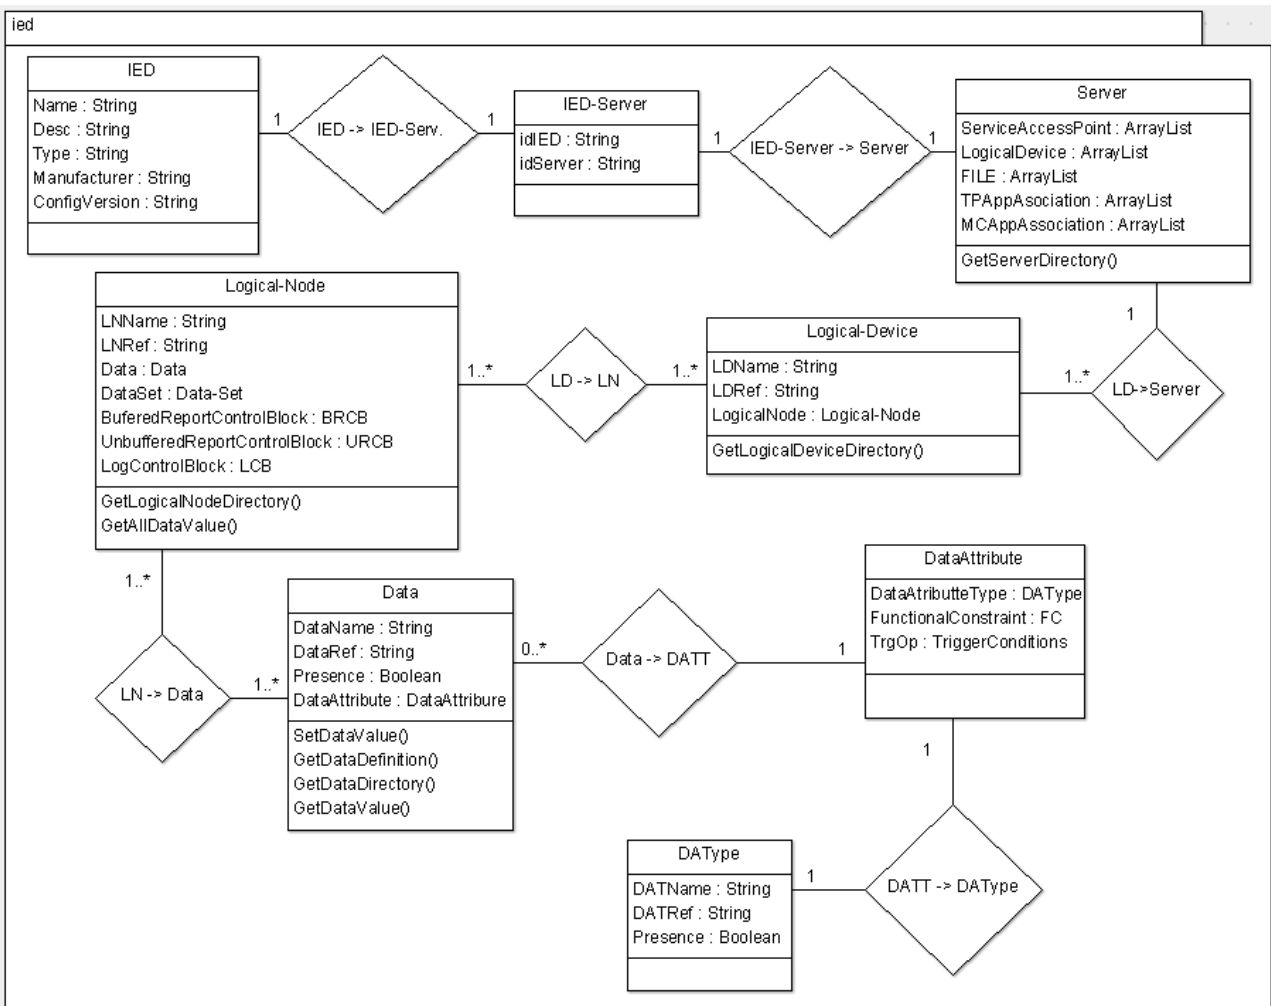 ied
IED
Name : String
Desc : String
Type : String
Manufacturer : String
ConfigVersion : String
1
IED -> IED-Serv.
1
IED-Server
idIED : String
idServer : String
1
IED-Server -> Server
1
Server
ServiceAccessPoint : ArrayList
LogicalDevice : ArrayList
FILE : ArrayList
TPAppAsociation : ArrayList
MCAppAssociation : ArrayList
GetServerDirectory()
1
LD->Server
1..*
Logical-Device
LDName : String
LDRef : String
LogicalNode : Logical-Node
GetLogicalDeviceDirectory()
1..*
LD -> LN
1..*
Logical-Node
LNName : String
LNRef : String
Data : Data
DataSet : Data-Set
BuferedReportControlBlock : BRCB
UnbufferedReportControlBlock : URCB
LogControlBlock : LCB
GetLogicalNodeDirectory()
GetAllDataValue()
1..*
LN -> Data
1..*
Data
DataName : String
DataRef : String
Presence : Boolean
DataAttribute : DataAttribure
SetDataValue()
GetDataDefinition()
GetDataDirectory()
GetDataValue()
0..*
Data -> DATT
1
DataAttribute
DataAtributteType : DAType
FunctionalConstraint : FC
TrgOp : TriggerConditions
1
DATT -> DAType
1
DAType
DATName : String
DATRef : String
Presence : Boolean